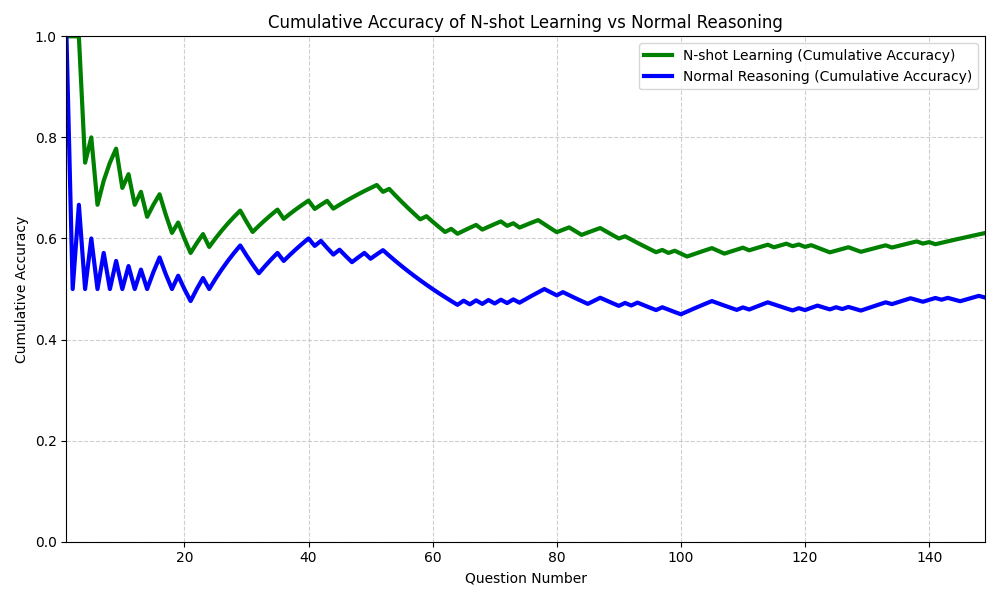 Cumulative Accuracy of N-shot Learning vs Normal Reasoning
N-shot Learning (Cumulative Accuracy)
Normal Reasoning (Cumulative Accuracy)
Cumulative Accuracy
1.0
0.8
0.6
0.4
0.2
0.0
20 40 60 80 100 120 140
Question Number